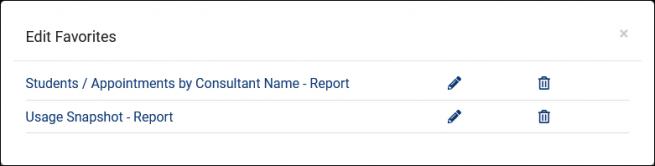 Edit Favorites
×
Students / Appointments by Consultant Name - Report
Usage Snapshot - Report